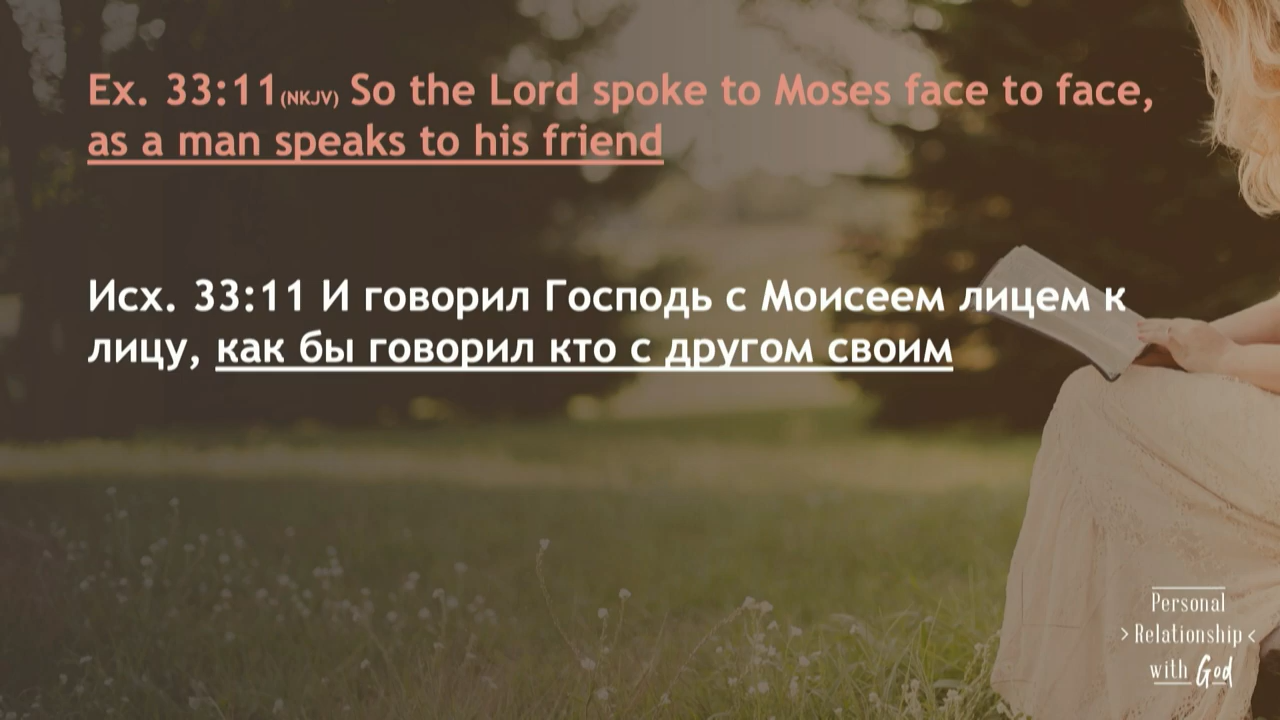 Ex. 33:11(NKJV) So the Lord spoke to Moses face to face,
as a man speaks to his friend
Исх. 33:11 И говорил Господь с Моисеем лицем к
лицу, как бы говорил кто с другом своим
Personal
> Relationship <
with God